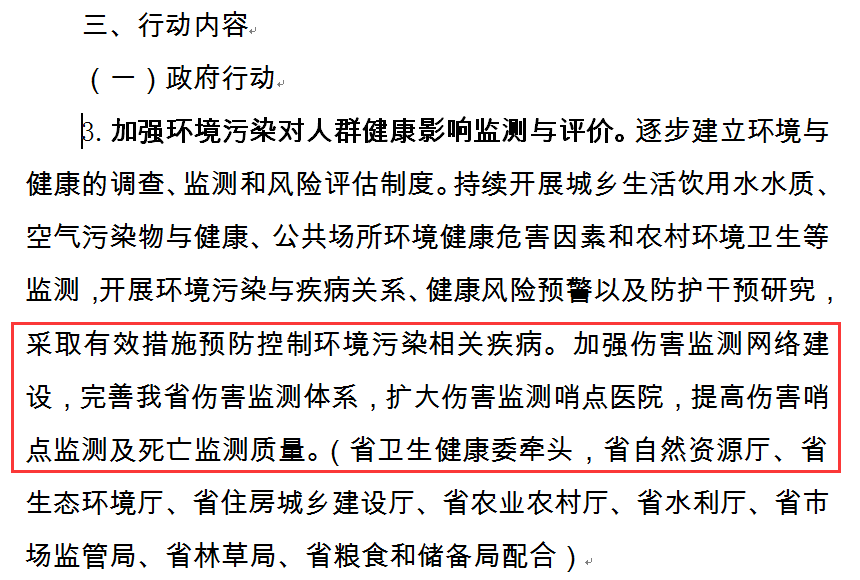 三、行动内容
（一）政府行动
3.加强环境污染对人群健康影响监测与评价。逐步建立环境与
健康的调查、监测和风险评估制度。持续开展城乡生活饮用水水质、
空气污染物与健康、公共场所环境健康危害因素和农村环境卫生等
监测，开展环境污染与疾病关系、健康风险预警以及防护干预研究，
采取有效措施预防控制环境污染相关疾病。加强伤害监测网络建
设，完善我省伤害监测体系，扩大伤害监测哨点医院，提高伤害哨
点监测及死亡监测质量。（省卫生健康委牵头，省自然资源厅、省
生态环境厅、省住房城乡建设厅、省农业农村厅、省水利厅、省市
场监管局、省林草局、省粮食和储备局配合）